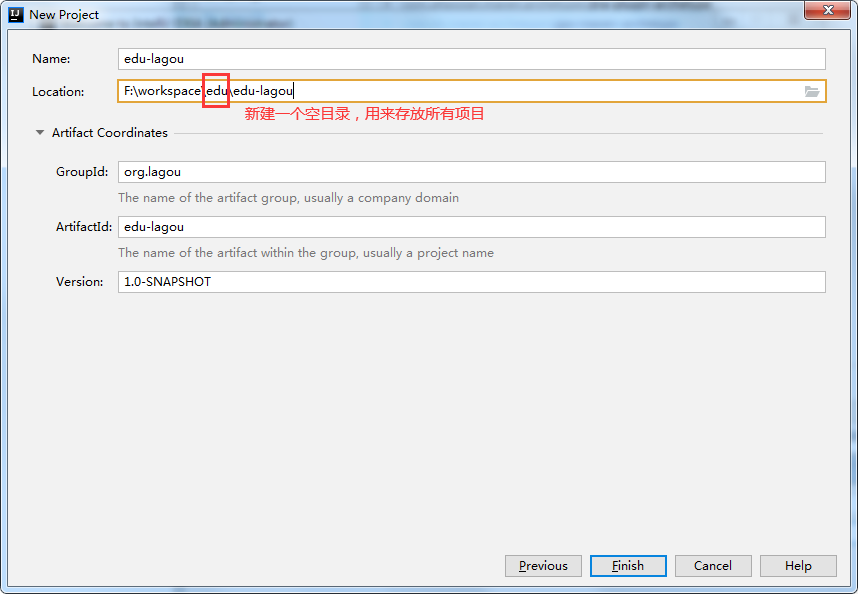 New Project
Name: edu-lagou
Location: F:\workspace\edu\edu-lagou
新建一个空目录，用来存放所有项目
Artifact Coordinates
GroupId: org.lagou
The name of the artifact group, usually a company domain
ArtifactId: edu-lagou
The name of the artifact within the group, usually a project name
Version: 1.0-SNAPSHOT
Previous Finish Cancel Help